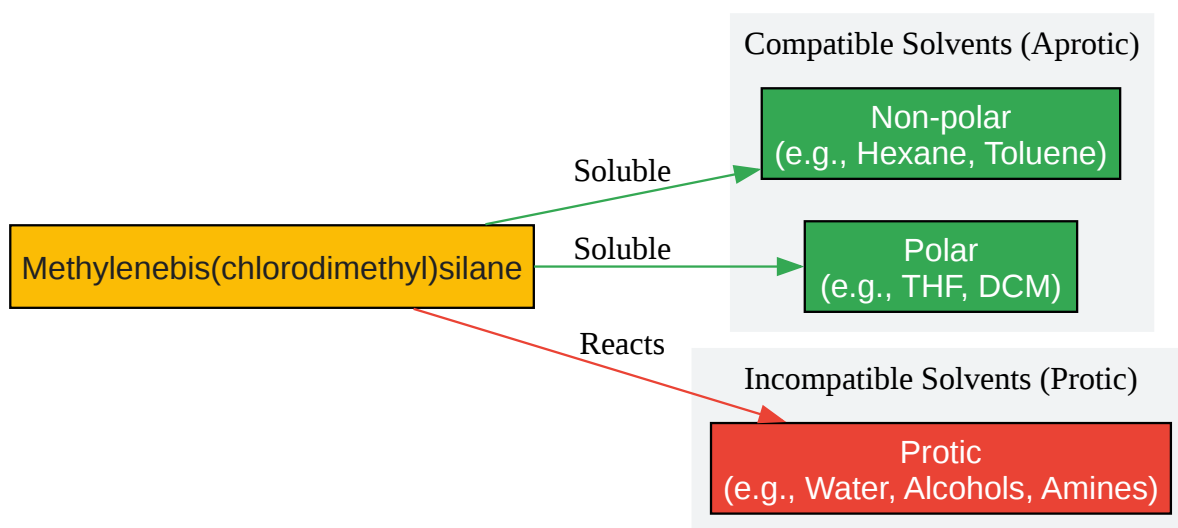 Compatible Solvents (Aprotic)
Non-polar
(e.g., Hexane, Toluene)
Soluble
Methylenebis(chlorodimethyl)silane
Soluble
Polar
(e.g., THF, DCM)
Reacts
Incompatible Solvents (Protic)
Protic
(e.g., Water, Alcohols, Amines)